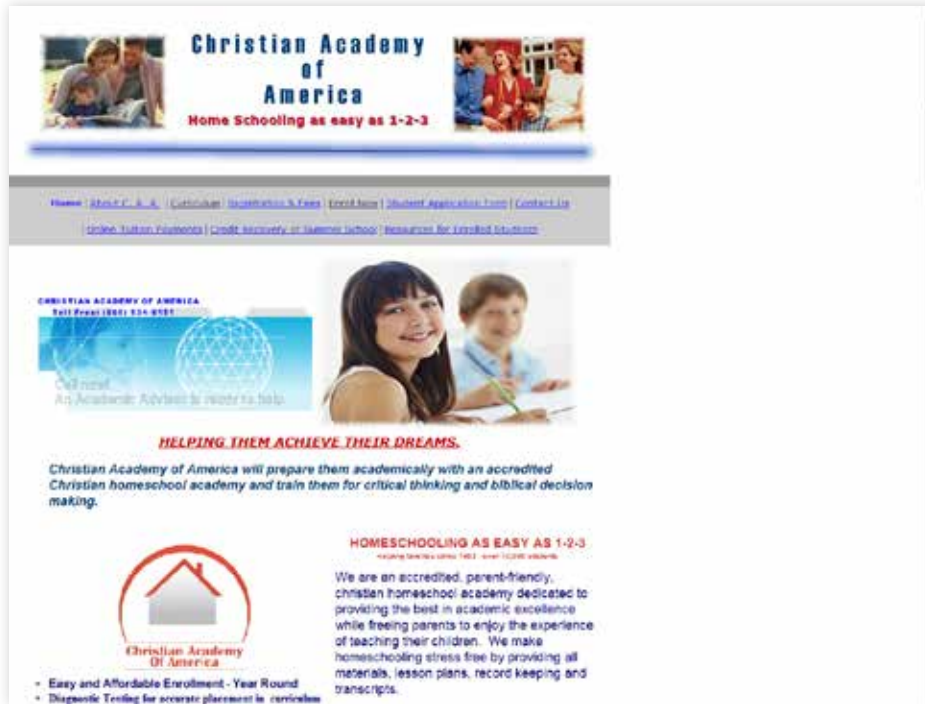 Christian Academy
of
America
Home Schooling as easy as 1-2-3
Home | About C. A. A. | Curriculum | Registration & Fees | Enroll Now | Student Application Form | Contact Us
| Online Tuition Payments | Credit Recovery or Summer School | Resources for Enrolled Students
CHRISTIAN ACADEMY OF AMERICA
Toll Free!
Call now!
An Academic Advisor is ready to help.
HELPING THEM ACHIEVE THEIR DREAMS.
Christian Academy of America will prepare them academically with an accredited
Christian homeschool academy and train them for critical thinking and biblical decision
making.
Christian Academy
Of America
• Easy and Affordable Enrollment - Year Round
• Diagnostic Testing for accurate placement in curriculum
HOMESCHOOLING AS EASY AS 1-2-3
We are an accredited, parent-friendly,
christian homeschool academy dedicated to
providing the best in academic excellence
while freeing parents to enjoy the experience
of teaching their children. We make
homeschooling stress free by providing all
materials, lesson plans, record keeping and
transcripts.